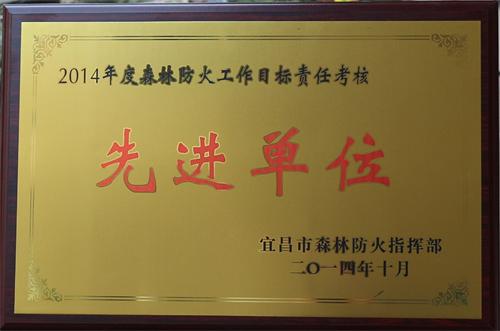 2014年度森林防火工作目标责任考核
先进单位
宜昌市森林防火指挥部
二〇一四年十月